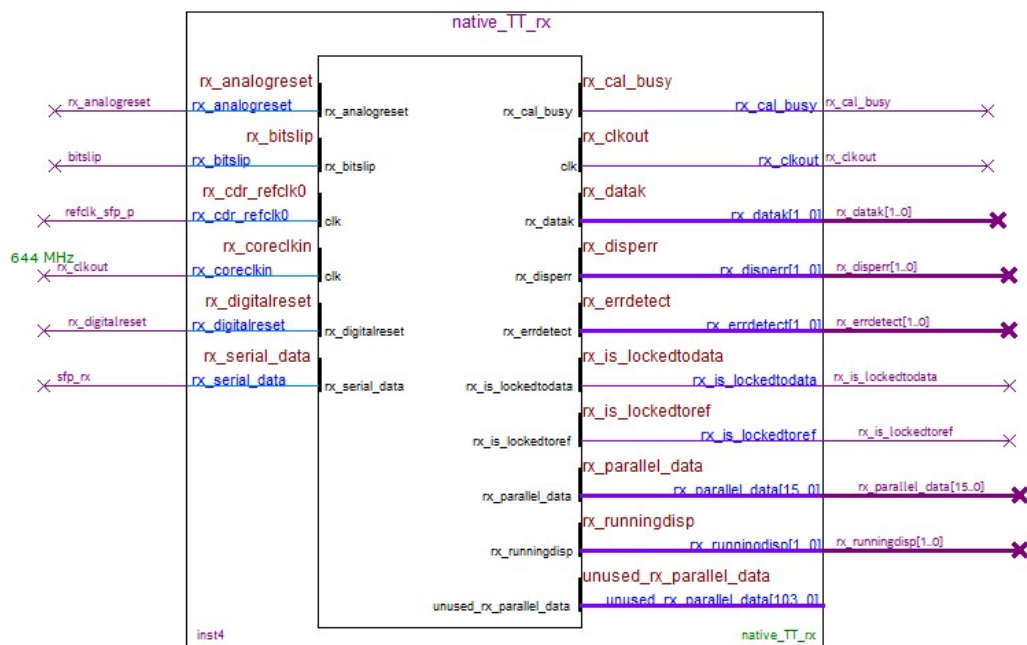 native_TT_rx
rx_analogreset rx_cal_busy
rx_analogreset rx_analogreset rx_analogreset rx_cal_busy rx_cal_busy rx_cal_busy
rx_bitslip rx_clkout
bitslip rx_bitslip rx_bitslip clk rx_clkout rx_clkout
rx_cdr_refclk0 rx_datak
refclk_sfp_p rx_cdr_refclk0 clk rx_datak rx_datak[1..0] rx_datak[1..0]
644 MHz rx_coreclkin rx_disperr
rx_clkout rx_coreclkin clk rx_disperr rx_disperr[1..0] rx_disperr[1..0]
rx_digitalreset rx_errdetect
rx_digitalreset rx_digitalreset rx_digitalreset rx_errdetect rx_errdetect[1..0] rx_errdetect[1..0]
rx_serial_data rx_is_lockedtodata
sfp_rx rx_serial_data rx_serial_data rx_is_lockedtodata rx_is_lockedtodata rx_is_lockedtodata
rx_is_lockedtoref
rx_is_lockedtoref rx_is_lockedtoref rx_is_lockedtoref
rx_parallel_data
rx_parallel_data rx_parallel_data[15..0] rx_parallel_data[15..0]
rx_runningdisp
rx_runningdisp rx_runningdisp[1..0] rx_runningdisp[1..0]
unused_rx_parallel_data
unused_rx_parallel_data unused_rx_parallel_data[103..0]
inst4 native_TT_rx